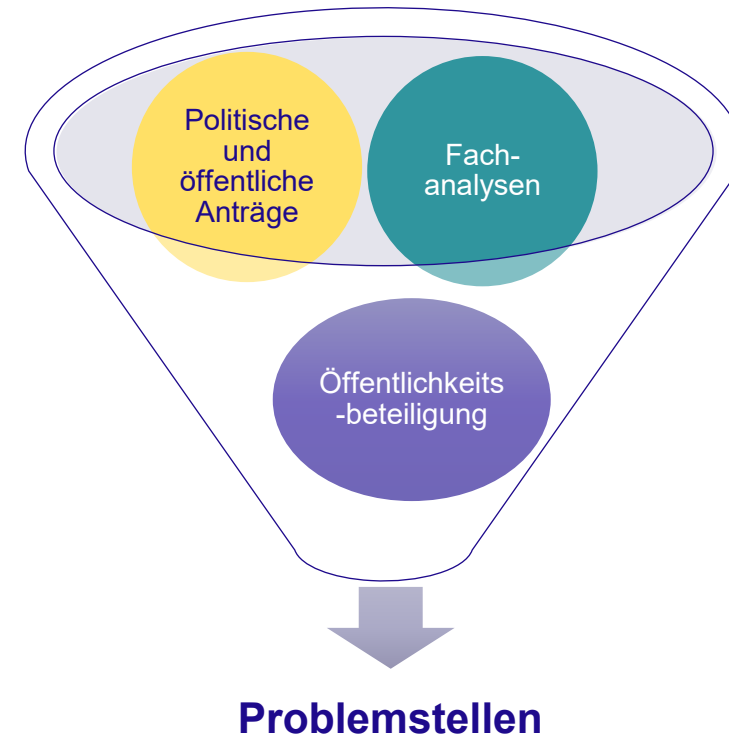 Politische
und
öffentliche
Anträge
Fach-
analysen
Öffentlichkeits
-beteiligung
Problemstellen